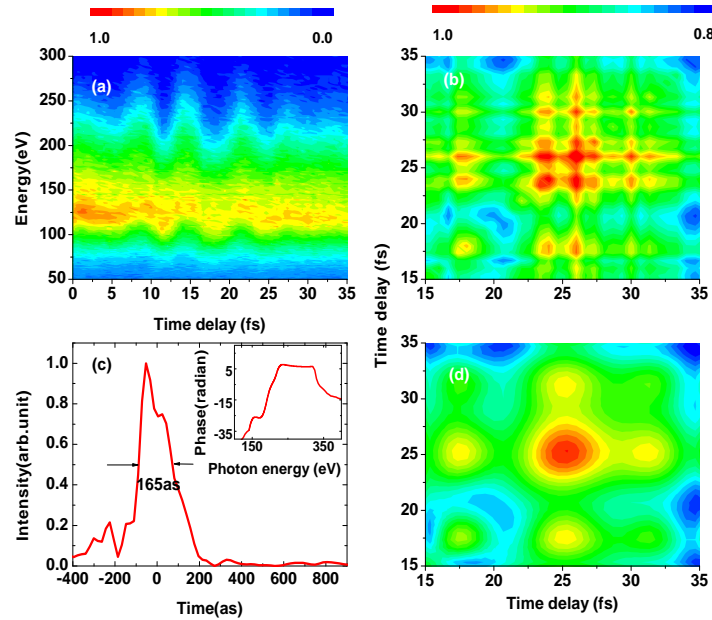 1.0 0.0
1.0 0.8
(a)
Energy(eV)
300
250
200
150
100
50
0 5 10 15 20 25 30 35
Time delay (fs)
(b)
35
30
25
20
15
15 20 25 30 35
Time delay (fs)
(c)
Intensity(arb.unit)
1.0
0.8
0.6
0.4
0.2
0.0
165as
-400 -200 0 200 400 600 800
Time(as)
Phase(radian)
5
-15
-36
150 250 350
Photon energy (eV)
(d)
35
30
25
20
15
15 20 25 30 35
Time delay (fs)